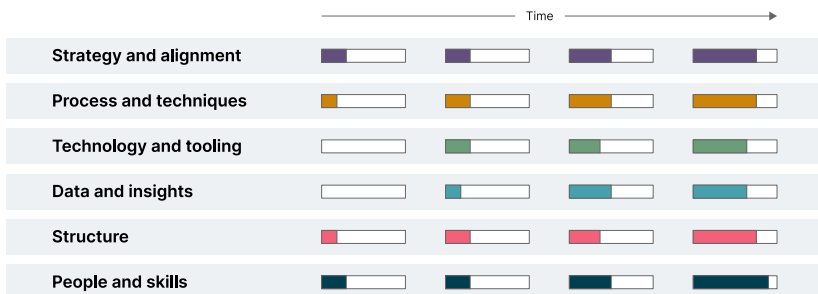 Time
Strategy and alignment
Process and techniques
Technology and tooling
Data and insights
Structure
People and skills